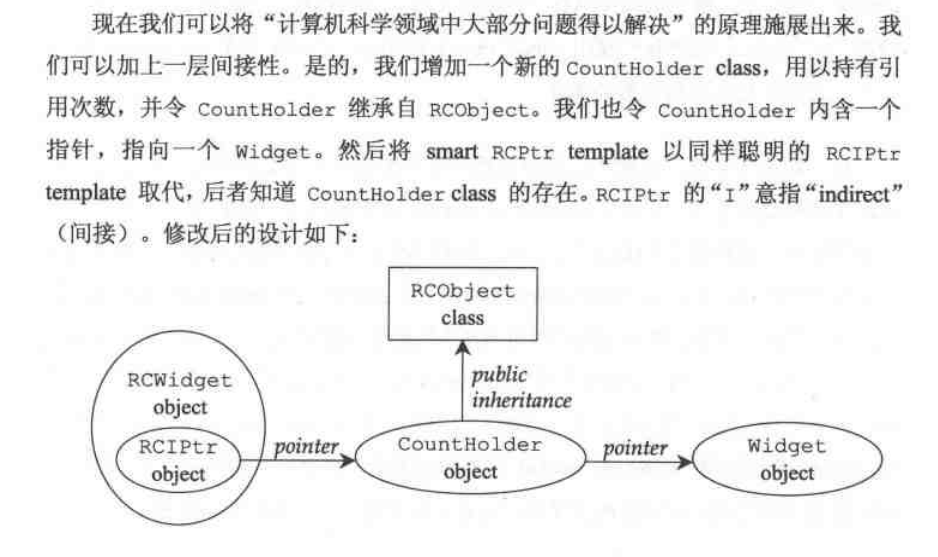 现在我们可以将“计算机科学领域中大部分问题得以解决”的原理施展出来。我
们可以加上一层间接性。是的，我们增加一个新的 CountHolder class，用以持有引
用次数，并令 CountHolder 继承自 RCObject。我们也令 CountHolder 内含一个
指针，指向一个 Widget。然后将 smart RCPtr template 以同样聪明的 RCIPtr
template 取代，后者知道 CountHolder class 的存在。RCIPtr 的“I”意指“indirect”
（间接）。修改后的设计如下：
RCObject
class
public
inheritance
RCWidget
object
RCIPtr
object
pointer
CountHolder
object
pointer
Widget
object